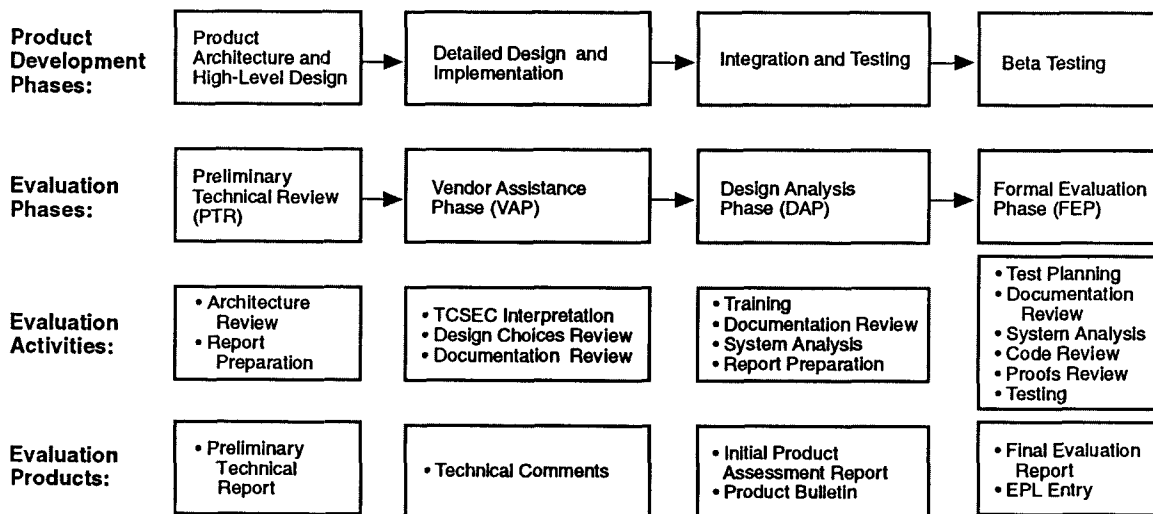 Product
Development
Phases:
Product
Architecture and
High-Level Design
Detailed Design and
Implementation
Integration and Testing
Beta Testing
Evaluation
Phases:
Preliminary
Technical Review
(PTR)
Vendor Assistance
Phase (VAP)
Design Analysis
Phase (DAP)
Formal Evaluation
Phase (FEP)
Evaluation
Activities:
• Architecture
Review
• Report
Preparation
• TCSEC Interpretation
• Design Choices Review
• Documentation Review
• Training
• Documentation Review
• System Analysis
• Report Preparation
• Test Planning
• Documentation
Review
• System Analysis
• Code Review
• Proofs Review
• Testing
Evaluation
Products:
• Preliminary
Technical
Report
• Technical Comments
• Initial Product
Assessment Report
• Product Bulletin
• Final Evaluation
Report
• EPL Entry